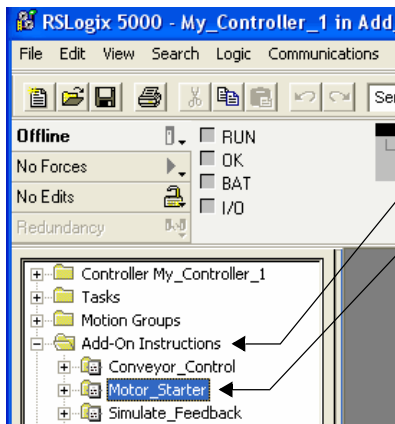 RSLogix 5000 - My_Controller_1 in Add_
File Edit View Search Logic Communications
Offline RUN
No Forces OK
No Edits BAT
Redundancy I/O
Controller My_Controller_1
Tasks
Motion Groups
Add-On Instructions
Conveyor_Control
Motor_Starter
Simulate_Feedback